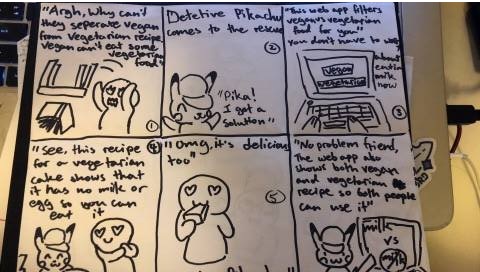 "Argh, Why can't
they seperate vegan
from Vegetarian recipe
Vegan can't eat some
vegetarian
food"
①
Detetive Pikachu
comes to the rescue
②
"Pika!
I got a
solution"
"This web app filters
vegan vs vegetarian
food for you"
you don't have to worry
about
milk
now
Vegan
Vegetarian
③
"See, this recipe
for a vegetarian
cake shows that
it has no milk or
egg so you can
eat it
④
"Omg, it's delicious
too"
⑤
"No problem friend,
The web app also
shows both vegan
and vegetarian
recipe so both people
can use it"
milk
vs
milk